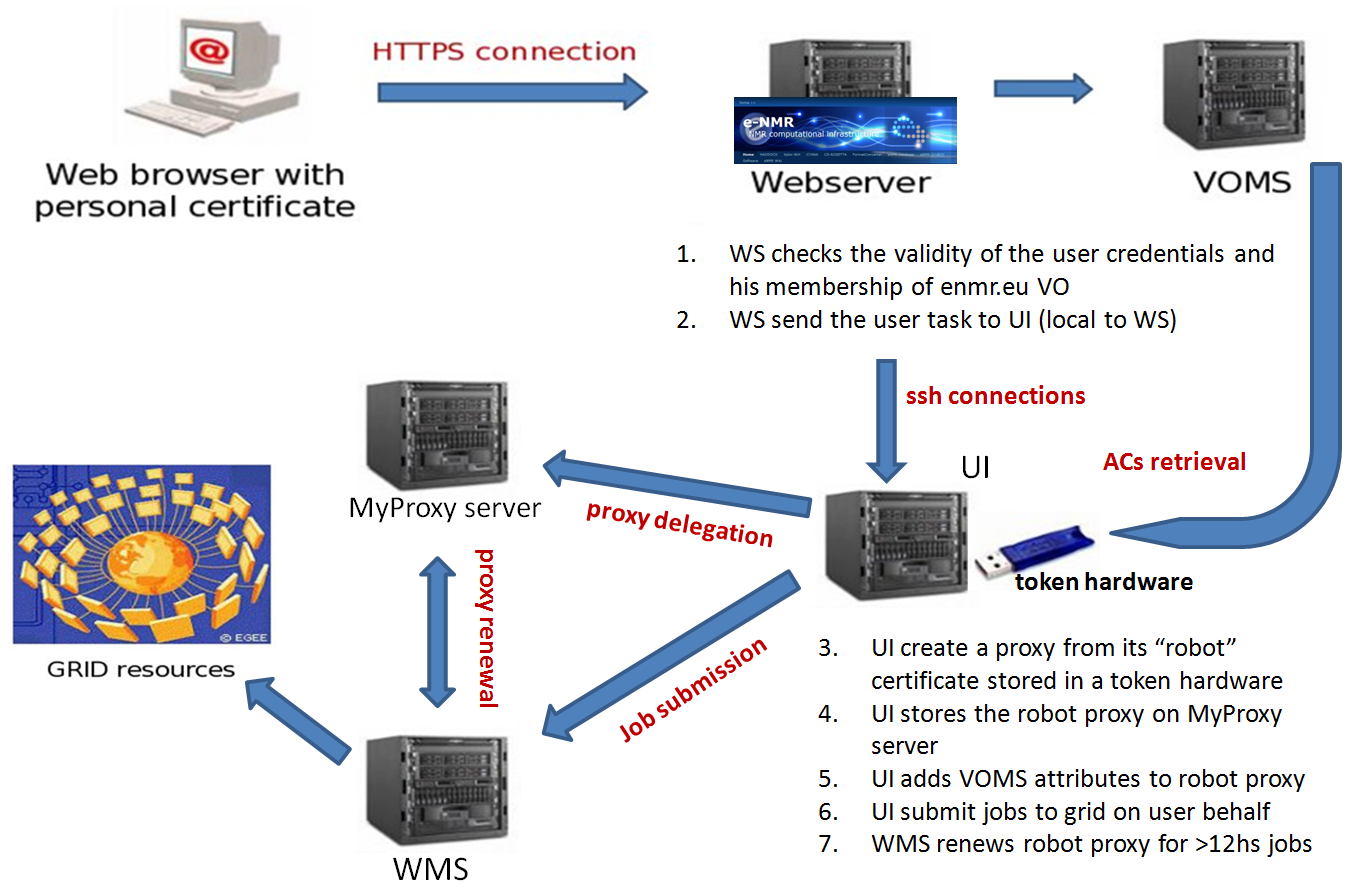 @
HTTPS connection
e-NMR
NMR computational infrastructure
Web browser with
personal certificate
Webserver
VOMS
1. WS checks the validity of the user credentials and
his membership of enmr.eu VO
2. WS send the user task to UI (local to WS)
ssh connections
UI
ACs retrieval
MyProxy server
proxy delegation
token hardware
proxy renewal
Job submission
© EGEE
GRID resources
WMS
3. UI create a proxy from its “robot”
certificate stored in a token hardware
4. UI stores the robot proxy on MyProxy
server
5. UI adds VOMS attributes to robot proxy
6. UI submit jobs to grid on user behalf
7. WMS renews robot proxy for >12hs jobs